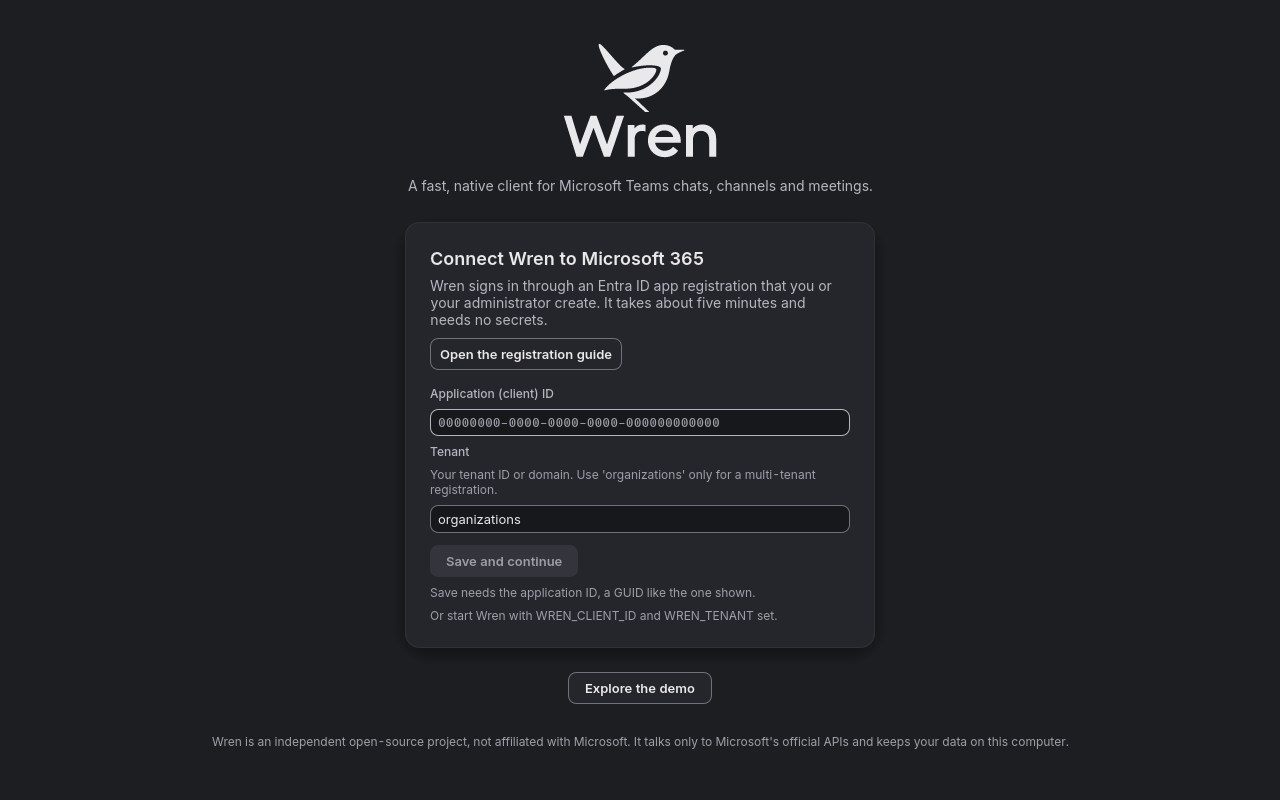 Wren
A fast, native client for Microsoft Teams chats, channels and meetings.
Connect Wren to Microsoft 365
Wren signs in through an Entra ID app registration that you or
your administrator create. It takes about five minutes and
needs no secrets.
Open the registration guide
Application (client) ID
00000000-0000-0000-0000-000000000000
Tenant
Your tenant ID or domain. Use 'organizations' only for a multi-tenant
registration.
organizations
Save and continue
Save needs the application ID, a GUID like the one shown.
Or start Wren with WREN_CLIENT_ID and WREN_TENANT set.
Explore the demo
Wren is an independent open-source project, not affiliated with Microsoft. It talks only to Microsoft's official APIs and keeps your data on this computer.